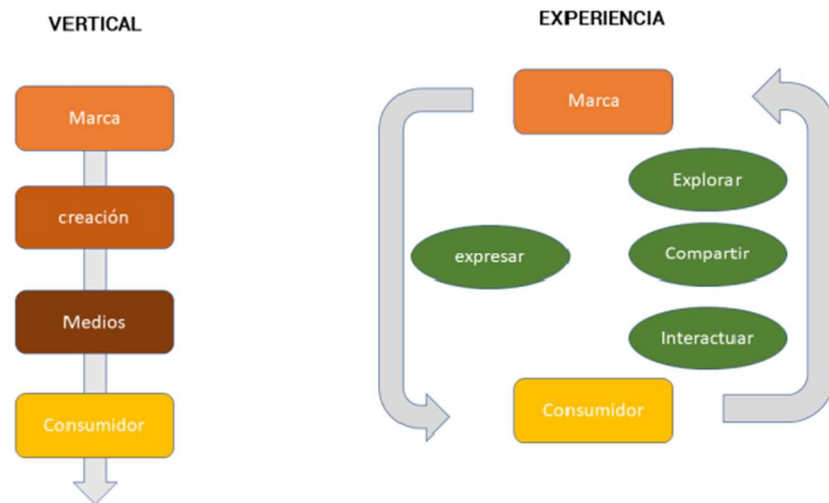 VERTICAL
Marca
creación
Medios
Consumidor
EXPERIENCIA
Marca
Explorar
expresar
Compartir
Interactuar
Consumidor